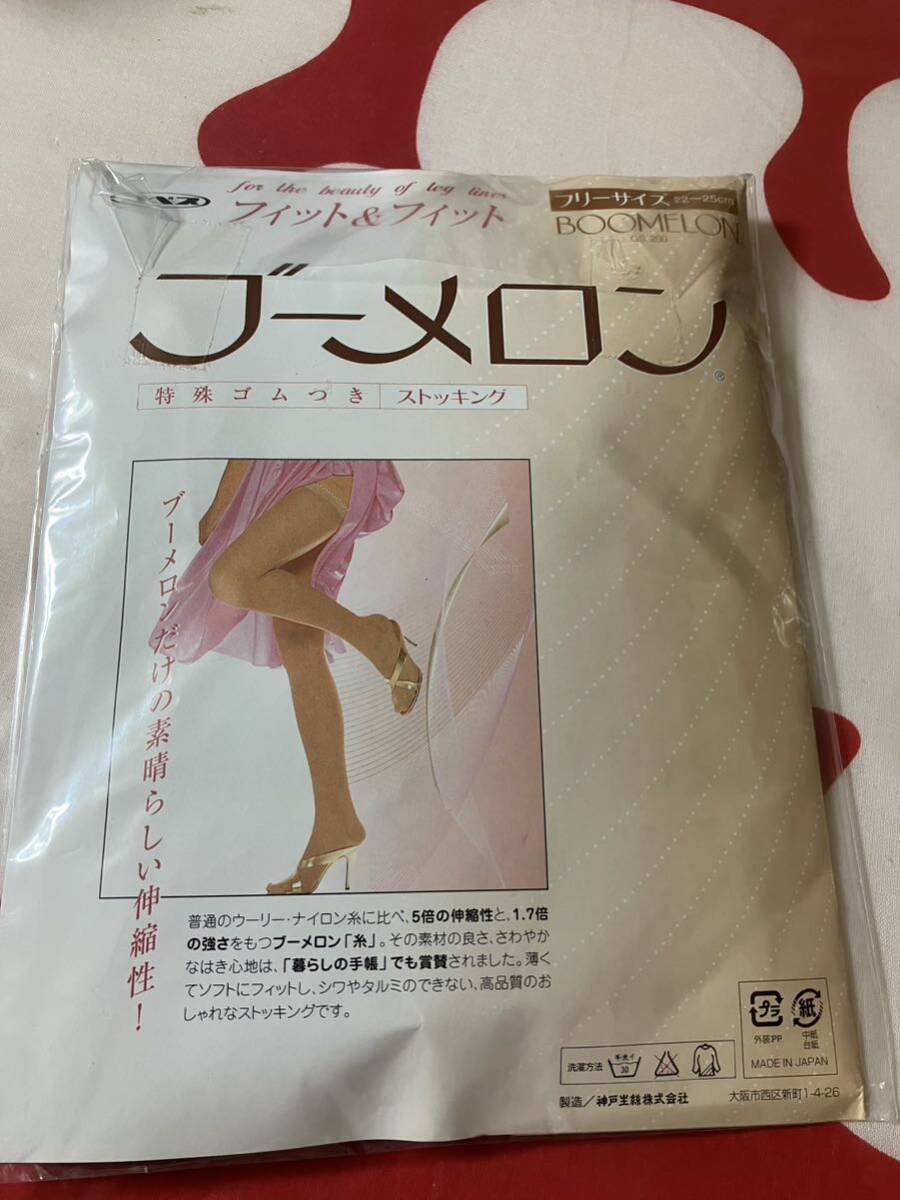 for the beauty of leg lines
フィット&フィット
フリーサイズ 22〜25cm
BOOMELON
GS.200
ブーメロン®
特殊ゴムつき ストッキング
ブーメロンだけの素晴らしい伸縮性!
普通のウーリー・ナイロン糸に比べ、5倍の伸縮性と、1.7倍
の強さをもつブーメロン「糸」。その素材の良さ、さわやか
なはき心地は、「暮らしの手帳」でも賞賛されました。薄く
てソフトにフィットし、シワやタルミのできない、高品質のお
しゃれなストッキングです。
プラ 紙
外装:PP 中紙 台紙
MADE IN JAPAN
洗濯方法 手洗イ 30
製造/神戸生絲株式会社 大阪市西区新町1-4-26